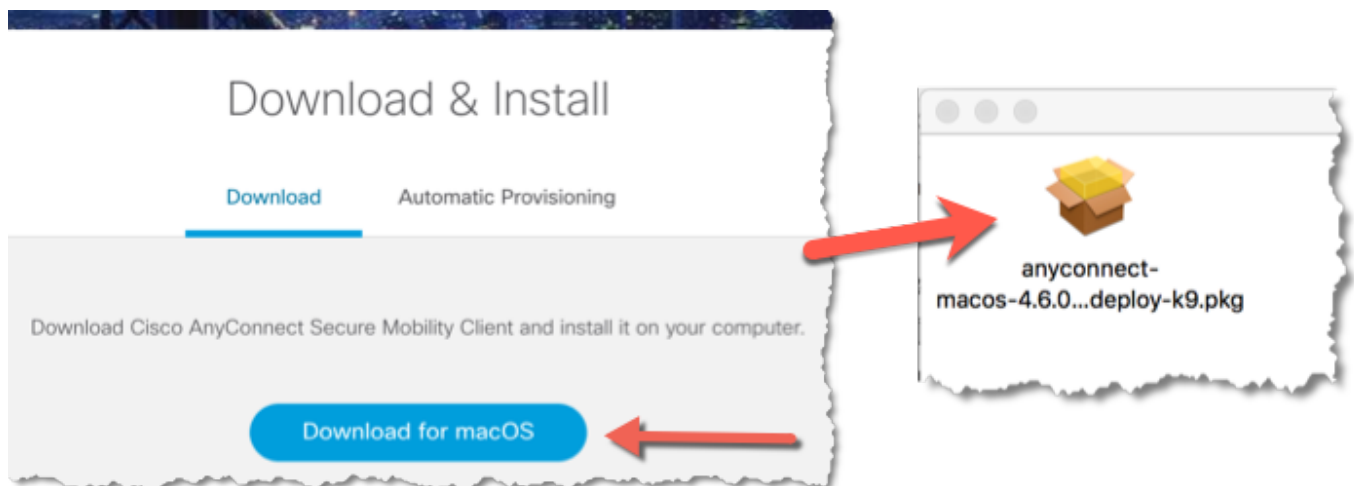 Download & Install
Download
Automatic Provisioning
Download Cisco AnyConnect Secure Mobility Client and install it on your computer.
Download for macOS
anyconnect-
macos-4.6.0...deploy-k9.pkg